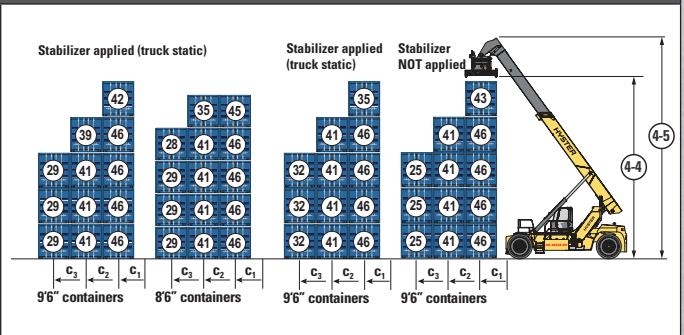 Stabilizer applied (truck static)
Stabilizer applied
(truck static)
Stabilizer
NOT applied
42
39 46
29 41 46
29 41 46
29 41 46
c3 c2 c1
9'6" containers
35 45
28 41 46
29 41 46
29 41 46
29 41 46
c3 c2 c1
8'6" containers
35
41 46
32 41 46
32 41 46
32 41 46
c3 c2 c1
9'6" containers
43
41 46
25 41 46
25 41 46
25 41 46
c3 c2 c1
9'6" containers
HYSTER
4-4
4-5